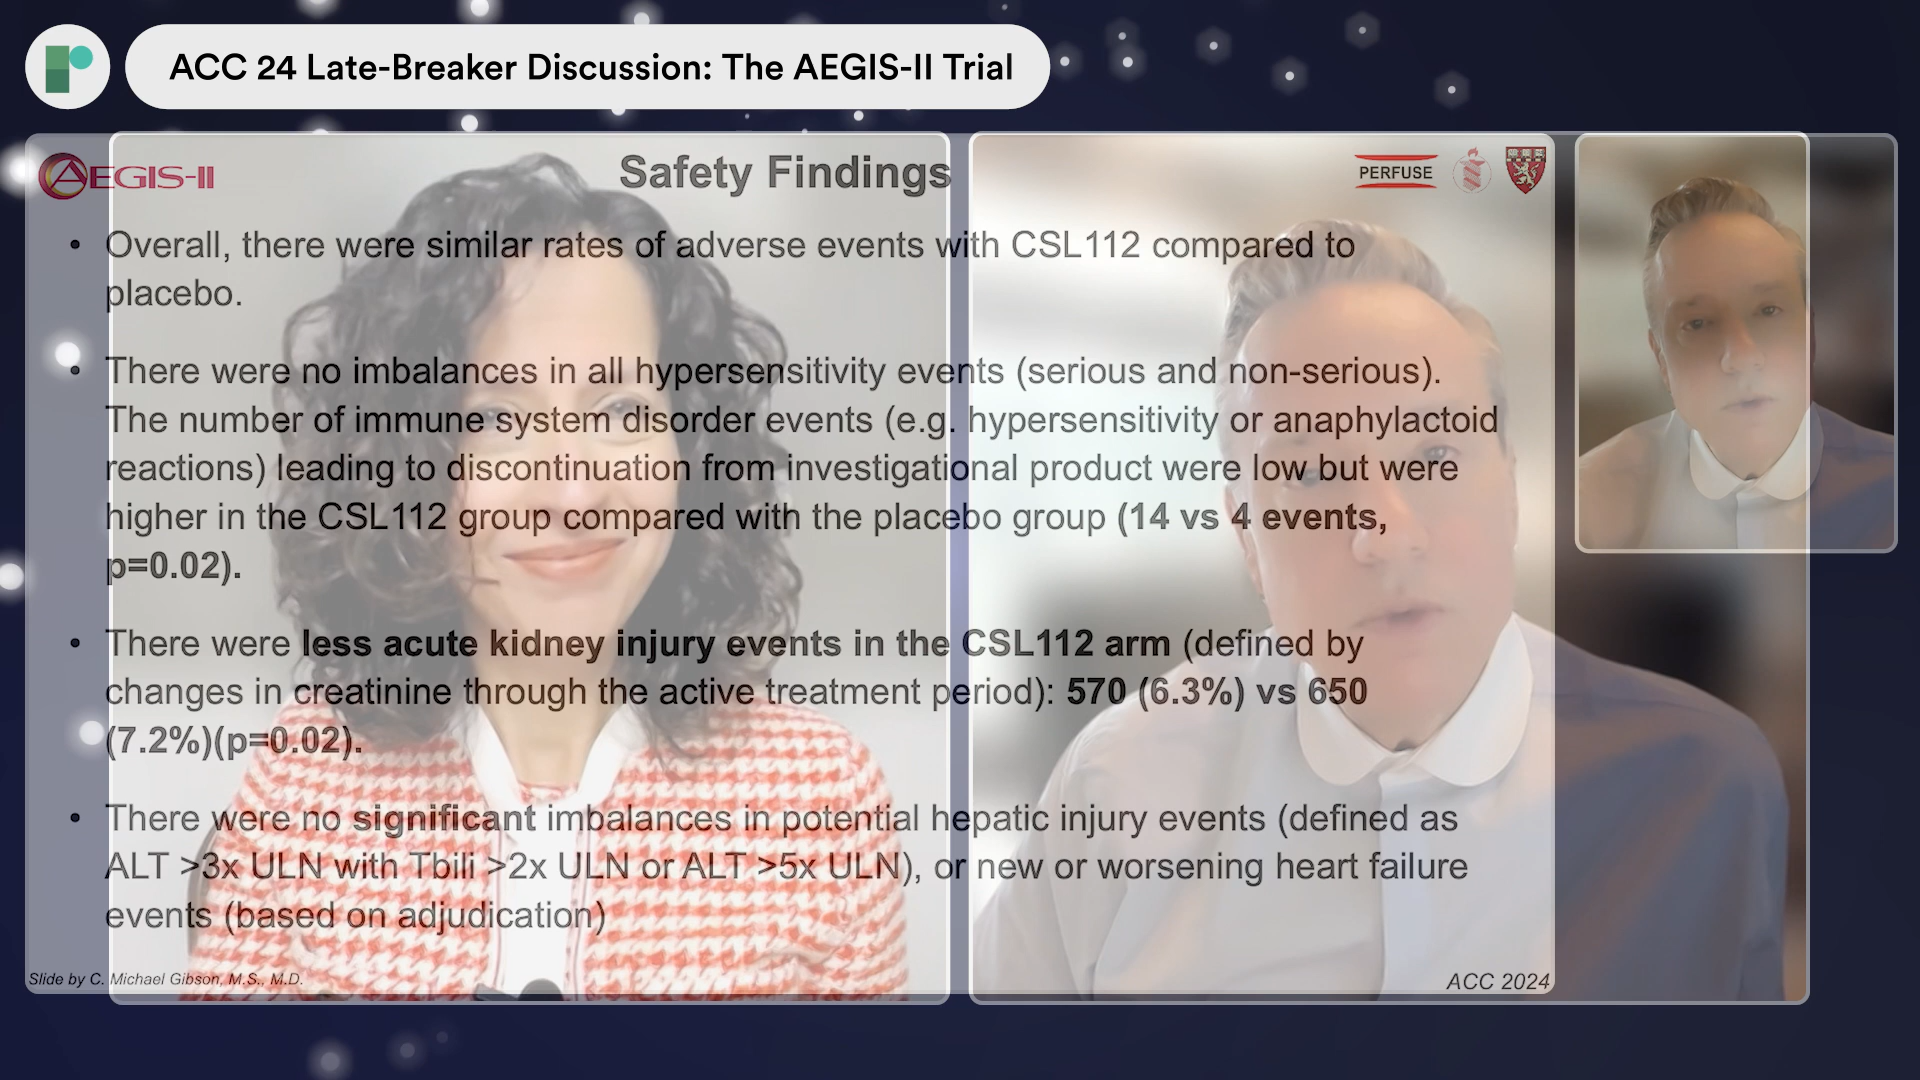 ACC 24 Late-Breaker Discussion: The AEGIS-II Trial
AEGIS-II
Safety Findings
PERFUSE
• Overall, there were similar rates of adverse events with CSL112 compared to
placebo.
• There were no imbalances in all hypersensitivity events (serious and non-serious).
The number of immune system disorder events (e.g. hypersensitivity or anaphylactoid
reactions) leading to discontinuation from investigational product were low but were
higher in the CSL112 group compared with the placebo group (14 vs 4 events,
p=0.02).
• There were less acute kidney injury events in the CSL112 arm (defined by
changes in creatinine through the active treatment period): 570 (6.3%) vs 650
(7.2%)(p=0.02).
• There were no significant imbalances in potential hepatic injury events (defined as
ALT >3x ULN with Tbili >2x ULN or ALT >5x ULN), or new or worsening heart failure
events (based on adjudication)
Slide by C. Michael Gibson, M.S., M.D.
ACC 2024